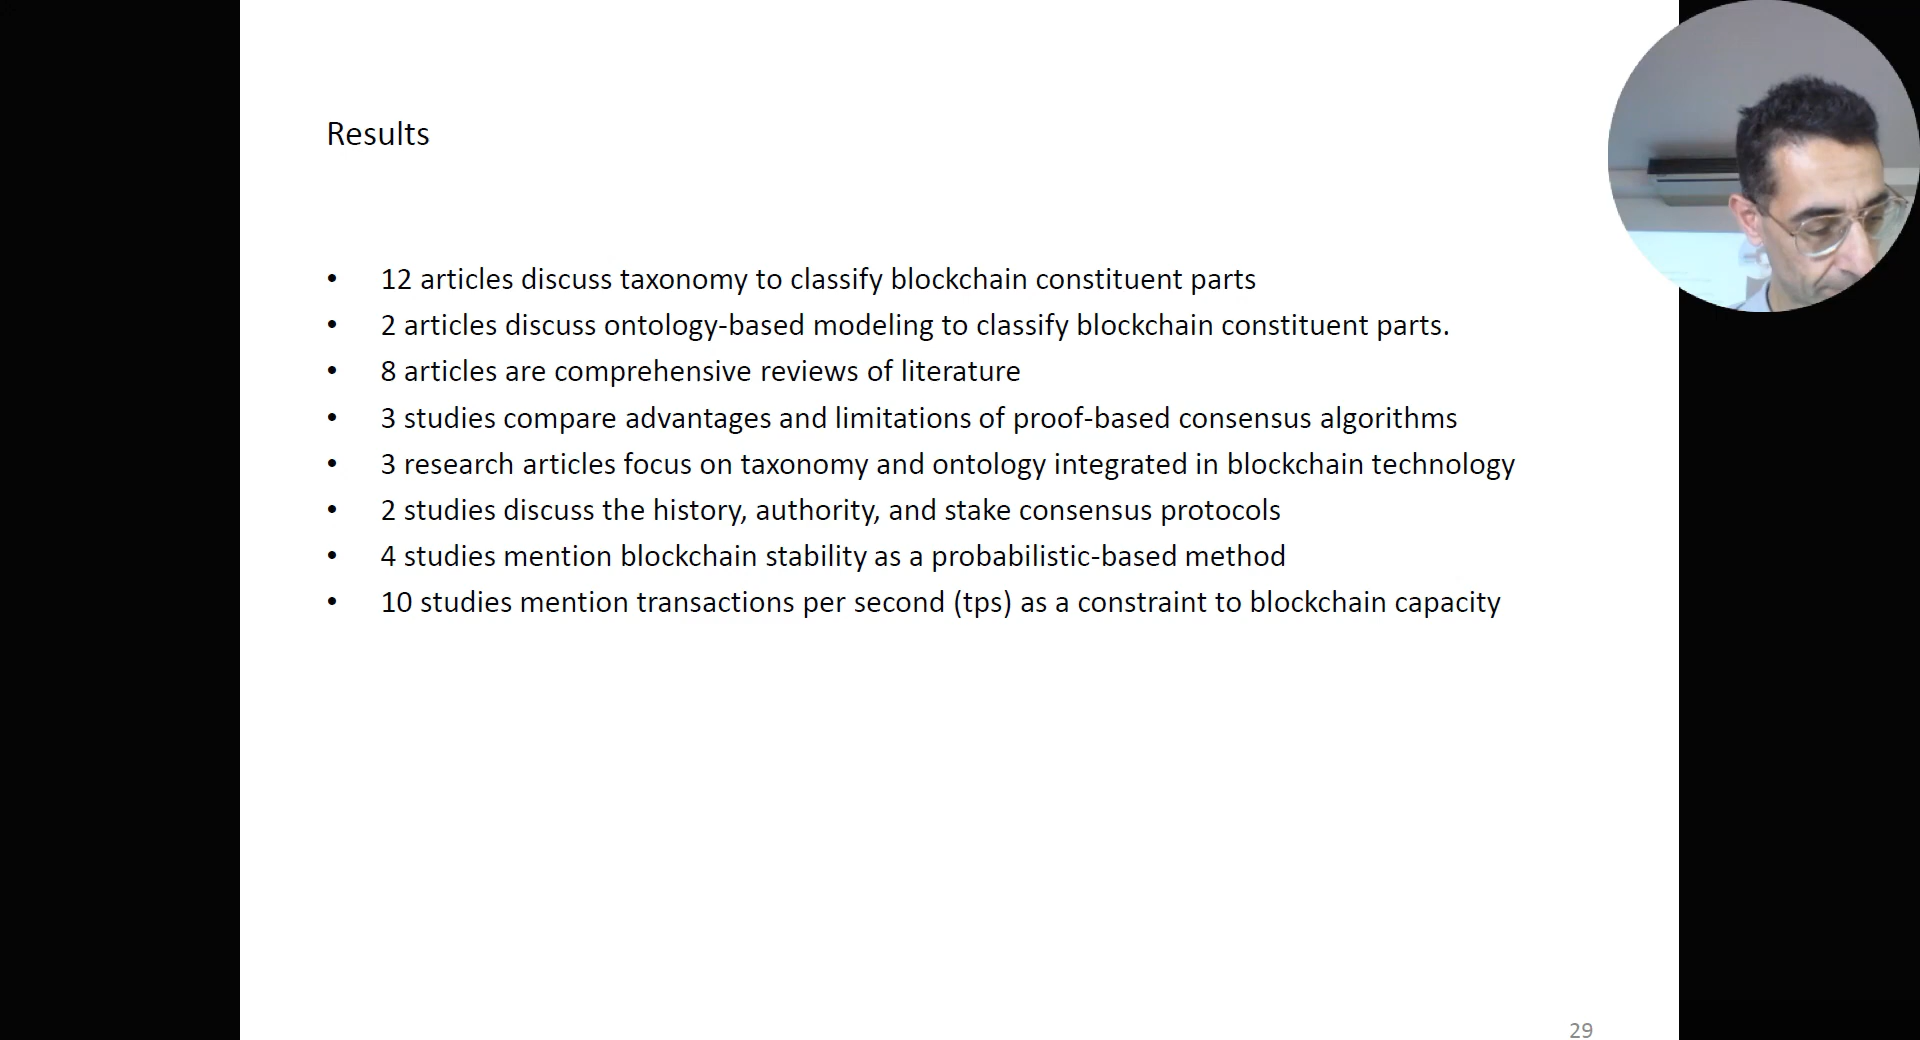 Results
• 12 articles discuss taxonomy to classify blockchain constituent parts
• 2 articles discuss ontology-based modeling to classify blockchain constituent parts.
• 8 articles are comprehensive reviews of literature
• 3 studies compare advantages and limitations of proof-based consensus algorithms
• 3 research articles focus on taxonomy and ontology integrated in blockchain technology
• 2 studies discuss the history, authority, and stake consensus protocols
• 4 studies mention blockchain stability as a probabilistic-based method
• 10 studies mention transactions per second (tps) as a constraint to blockchain capacity
29